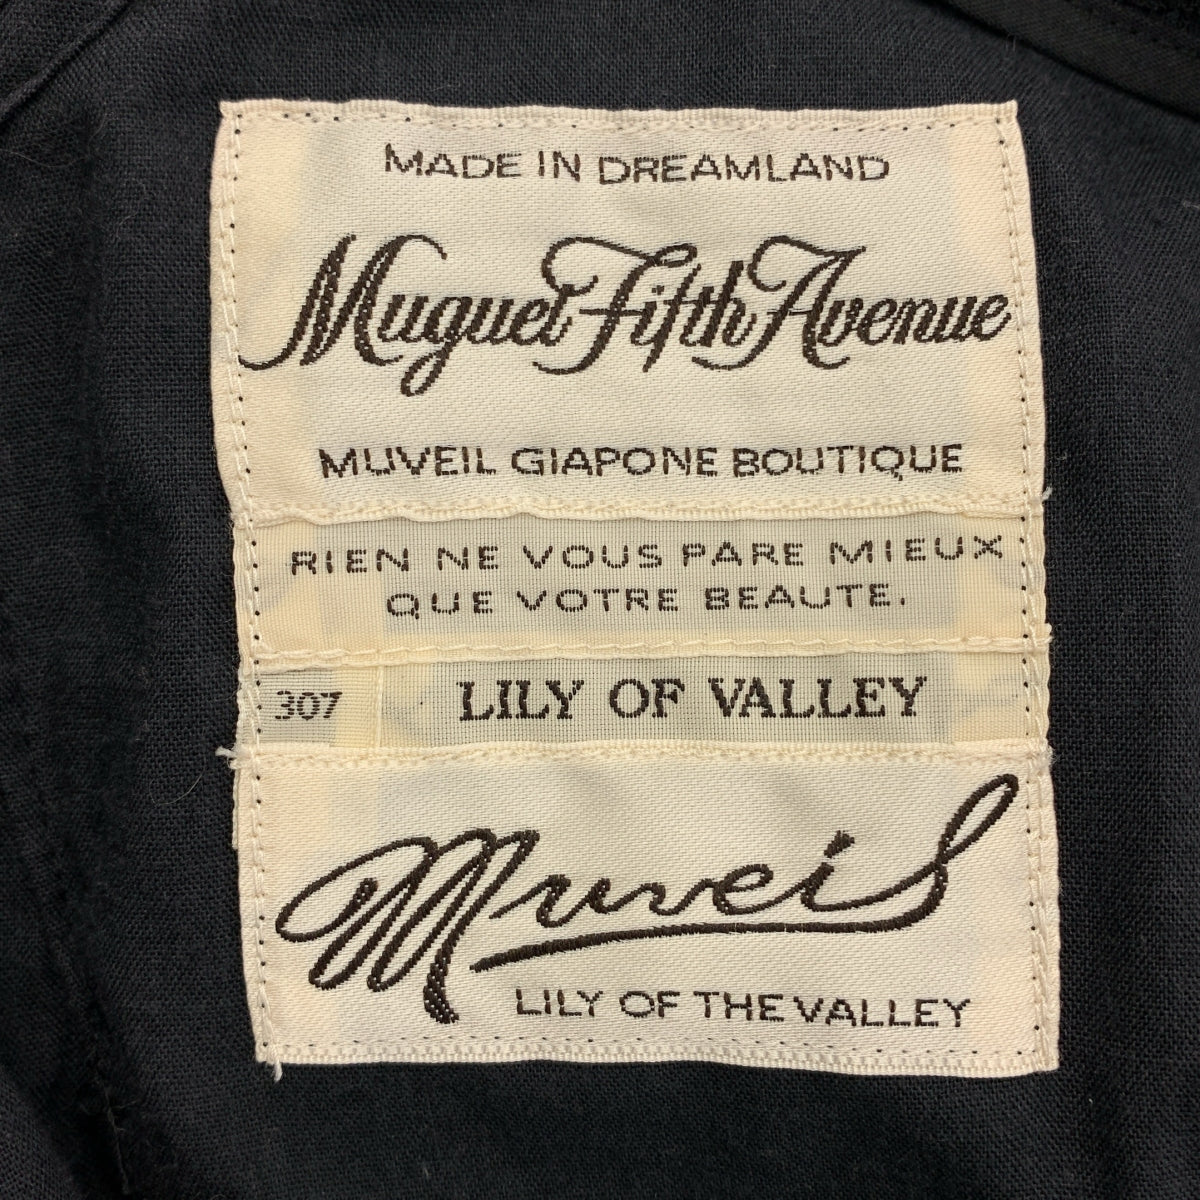 MADE IN DREAMLAND
Muguet Fifth Avenue
MUVEIL GIAPONE BOUTIQUE
RIEN NE VOUS PARE MIEUX
QUE VOTRE BEAUTE.
307 LILY OF VALLEY
Muveil
LILY OF THE VALLEY